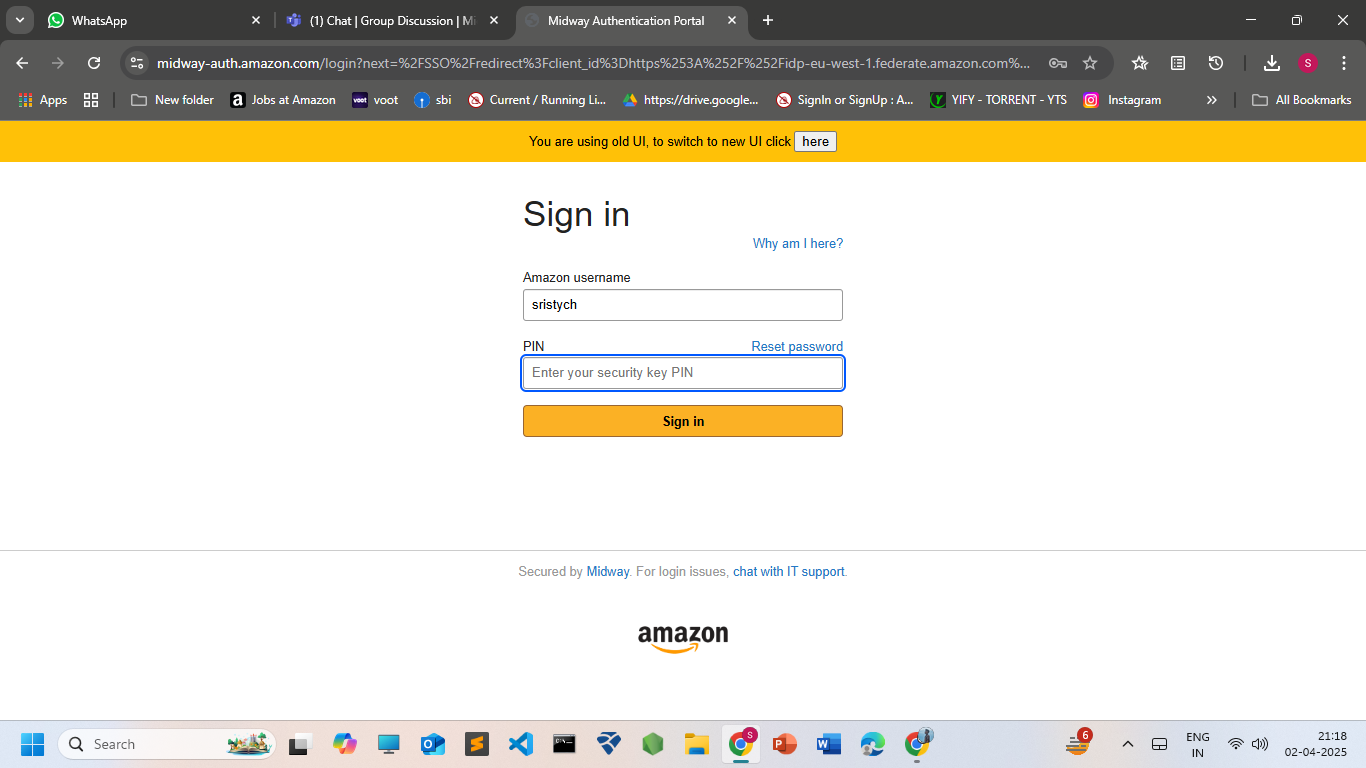 WhatsApp
(1) Chat | Group Discussion | Mi
Midway Authentication Portal
midway-auth.amazon.com/login?next=%2FSSO%2Fredirect%3Fclient_id%3Dhttps%253A%252F%252Fidp-eu-west-1.federate.amazon.com%...
S
Apps
New folder
a Jobs at Amazon
voot voot
sbi
Current / Running Li...
https://drive.google...
SignIn or SignUp : A...
Y YIFY - TORRENT - YTS
Instagram
»
All Bookmarks
You are using old UI, to switch to new UI click here
Sign in
Why am I here?
Amazon username
sristych
PIN
Reset password
Enter your security key PIN
Sign in
Secured by Midway. For login issues, chat with IT support.
amazon
Search
S
6
ENG
IN
21:18
02-04-2025